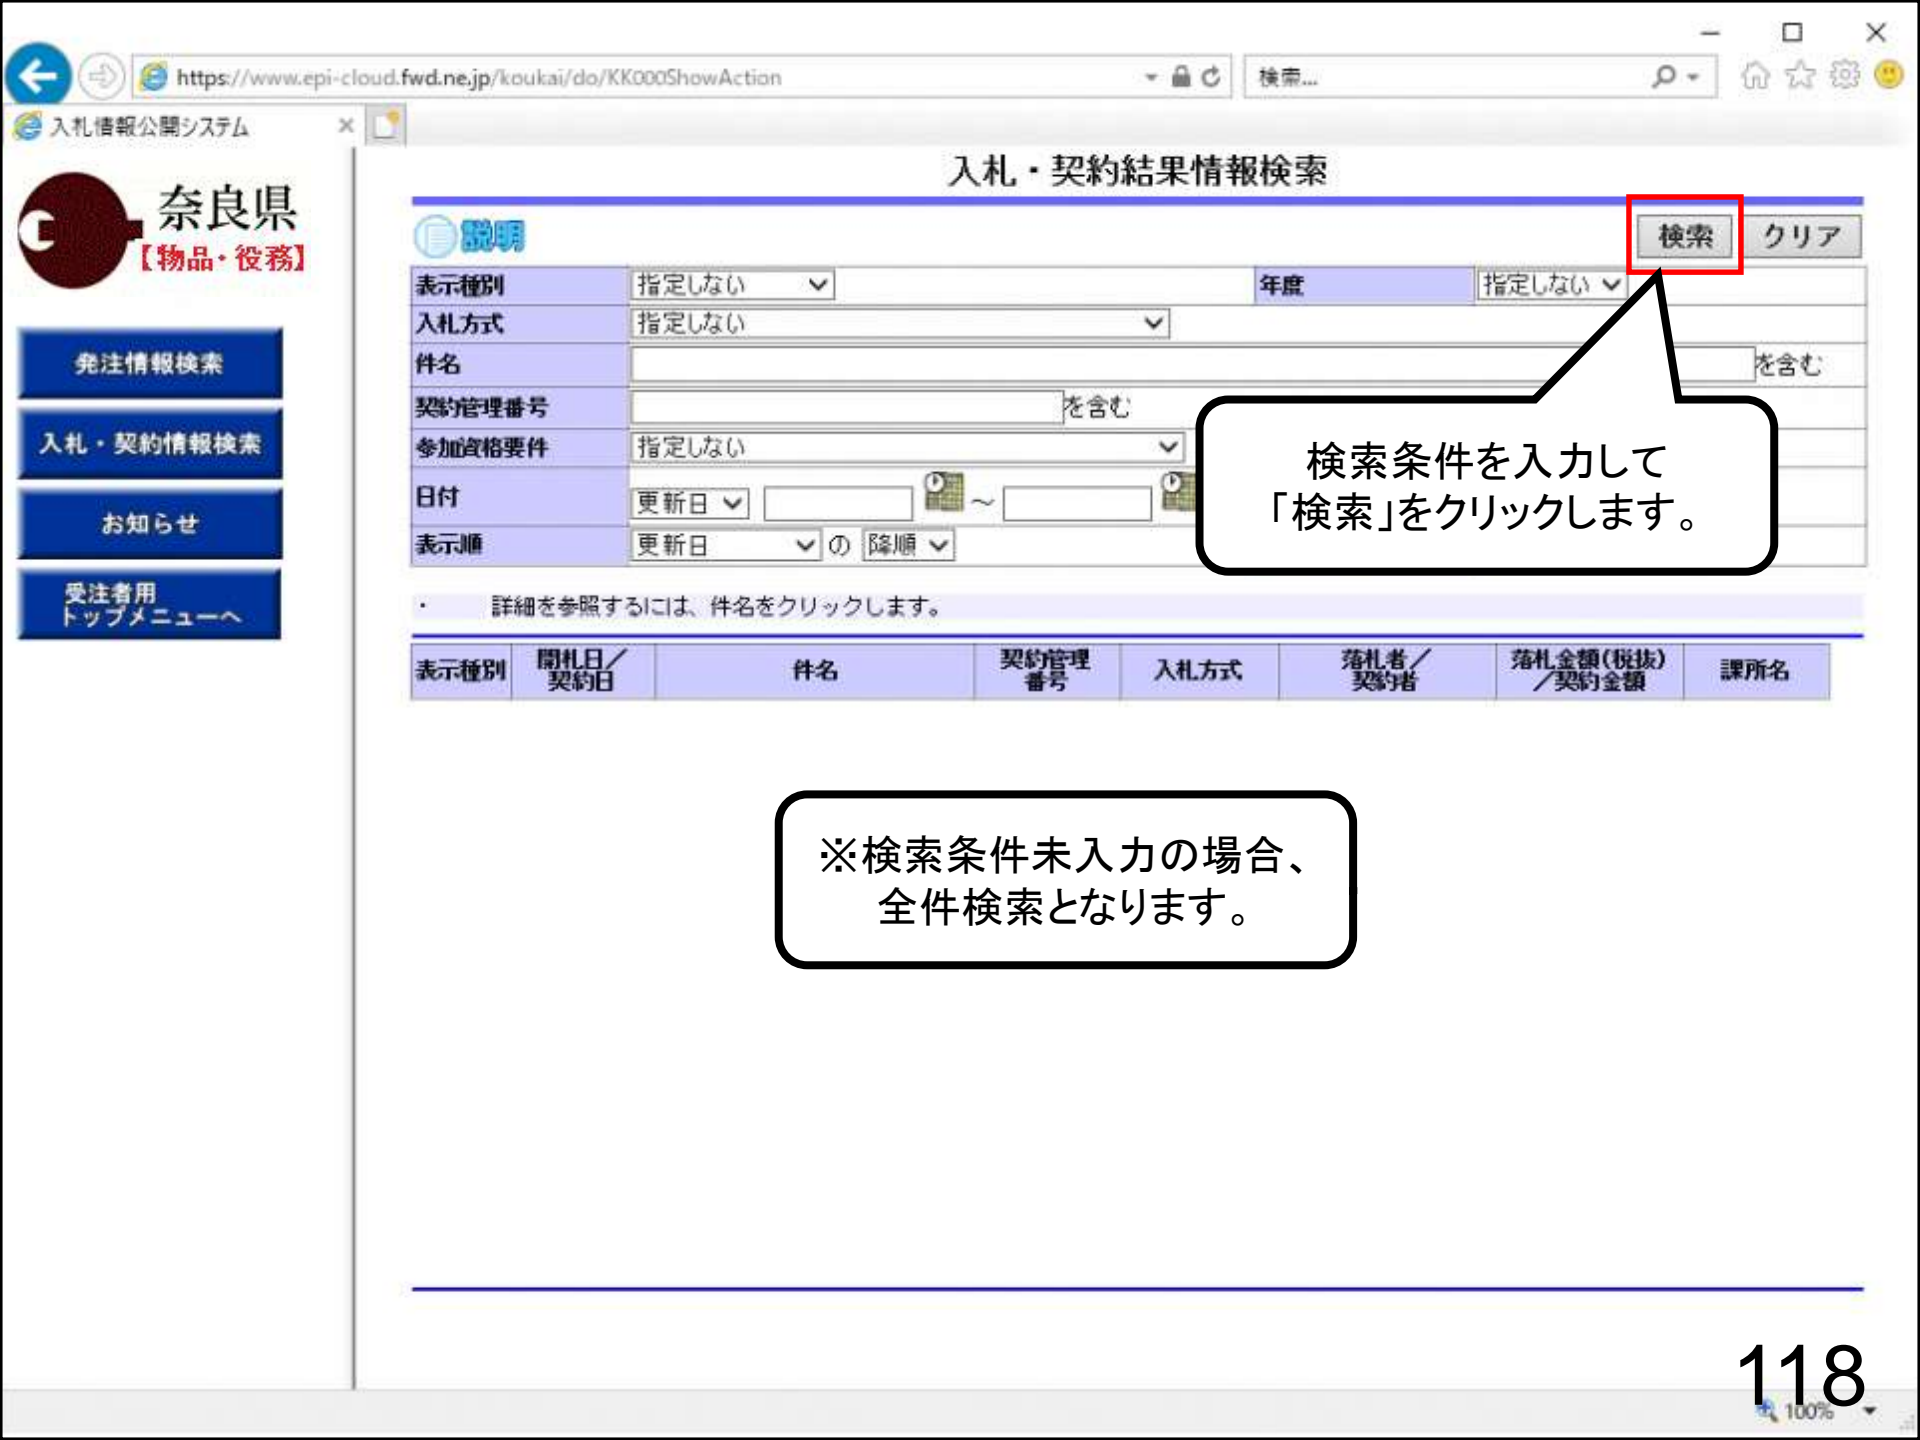 https://www.epi-cloud.fwd.ne.jp/koukai/do/KK000ShowAction
検索...
入札情報公開システム
奈良県
【物品・役務】
発注情報検索
入札・契約情報検索
お知らせ
受注者用
トップメニューへ
入札・契約結果情報検索
説明
検索 クリア
表示種別 指定しない 年度 指定しない
入札方式 指定しない
件名 を含む
契約管理番号 を含む
参加資格要件 指定しない
日付 更新日 ～
表示順 更新日 の 降順
検索条件を入力して
「検索」をクリックします。
・ 詳細を参照するには、件名をクリックします。
表示種別 開札日／契約日 件名 契約管理番号 入札方式 落札者／契約者 落札金額(税抜)／契約金額 課所名
※検索条件未入力の場合、
全件検索となります。
118
100%